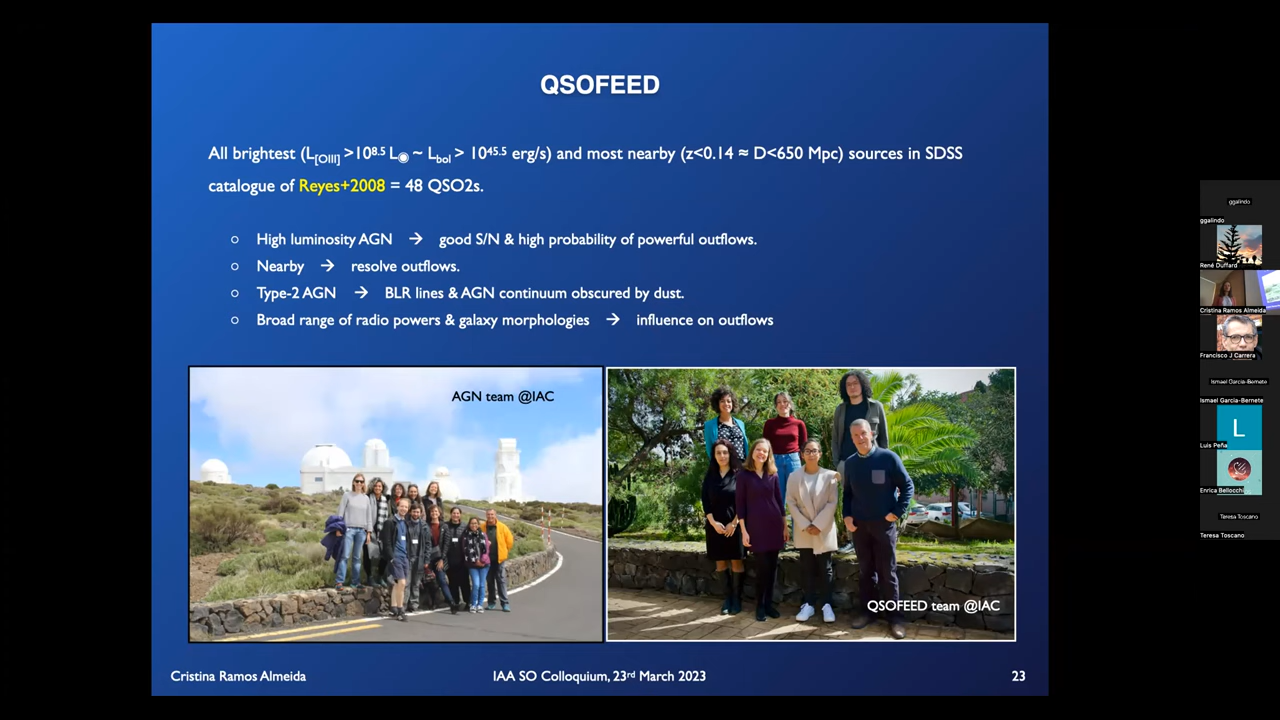 QSOFEED
All brightest (L[OIII] >10^8.5 L☉ ~ Lbol > 10^45.5 erg/s) and most nearby (z<0.14 ≈ D<650 Mpc) sources in SDSS
catalogue of Reyes+2008 = 48 QSO2s.
○ High luminosity AGN → good S/N & high probability of powerful outflows.
○ Nearby → resolve outflows.
○ Type-2 AGN → BLR lines & AGN continuum obscured by dust.
○ Broad range of radio powers & galaxy morphologies → influence on outflows
AGN team @IAC
QSOFEED team @IAC
Cristina Ramos Almeida IAA SO Colloquium, 23rd March 2023 23
ggalindo
ggalindo
René Duffard
Cristina Ramos Almeida
Francisco J Carrera
Ismael García-Bernete
Ismael García-Bernete
L
Luis Peña
Enrica Bellocchi
Teresa Toscano
Teresa Toscano